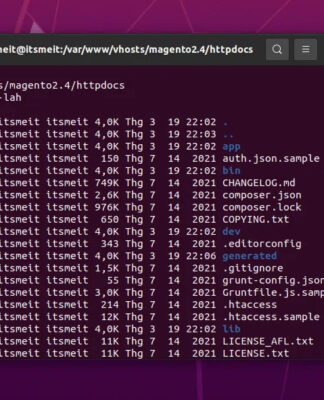 meit@itsmeit:/var/www/vhosts/magento2.4/httpdocs
s/magento2.4/httpdocs
-lah
itsmeit itsmeit 4,0K Thg 3 19 22:02 .
itsmeit itsmeit 4,0K Thg 3 19 22:03 ..
itsmeit itsmeit 4,0K Thg 3 19 22:02 app
itsmeit itsmeit 150 Thg 7 14 2021 auth.json.sample
itsmeit itsmeit 4,0K Thg 3 19 22:02 bin
itsmeit itsmeit 749K Thg 7 14 2021 CHANGELOG.md
itsmeit itsmeit 2,6K Thg 7 14 2021 composer.json
itsmeit itsmeit 976K Thg 7 14 2021 composer.lock
itsmeit itsmeit 650 Thg 7 14 2021 COPYING.txt
itsmeit itsmeit 4,0K Thg 3 19 22:02 dev
itsmeit itsmeit 343 Thg 7 14 2021 .editorconfig
itsmeit itsmeit 4,0K Thg 3 19 22:06 generated
itsmeit itsmeit 1,5K Thg 7 14 2021 .gitignore
itsmeit itsmeit 55 Thg 7 14 2021 grunt-config.json
itsmeit itsmeit 3,0K Thg 7 14 2021 Gruntfile.js.samp
itsmeit itsmeit 214 Thg 7 14 2021 .htaccess
itsmeit itsmeit 12K Thg 7 14 2021 .htaccess.sample
itsmeit itsmeit 4,0K Thg 3 19 22:02 lib
itsmeit itsmeit 11K Thg 7 14 2021 LICENSE_AFL.txt
itsmeit itsmeit 11K Thg 7 14 2021 LICENSE.txt